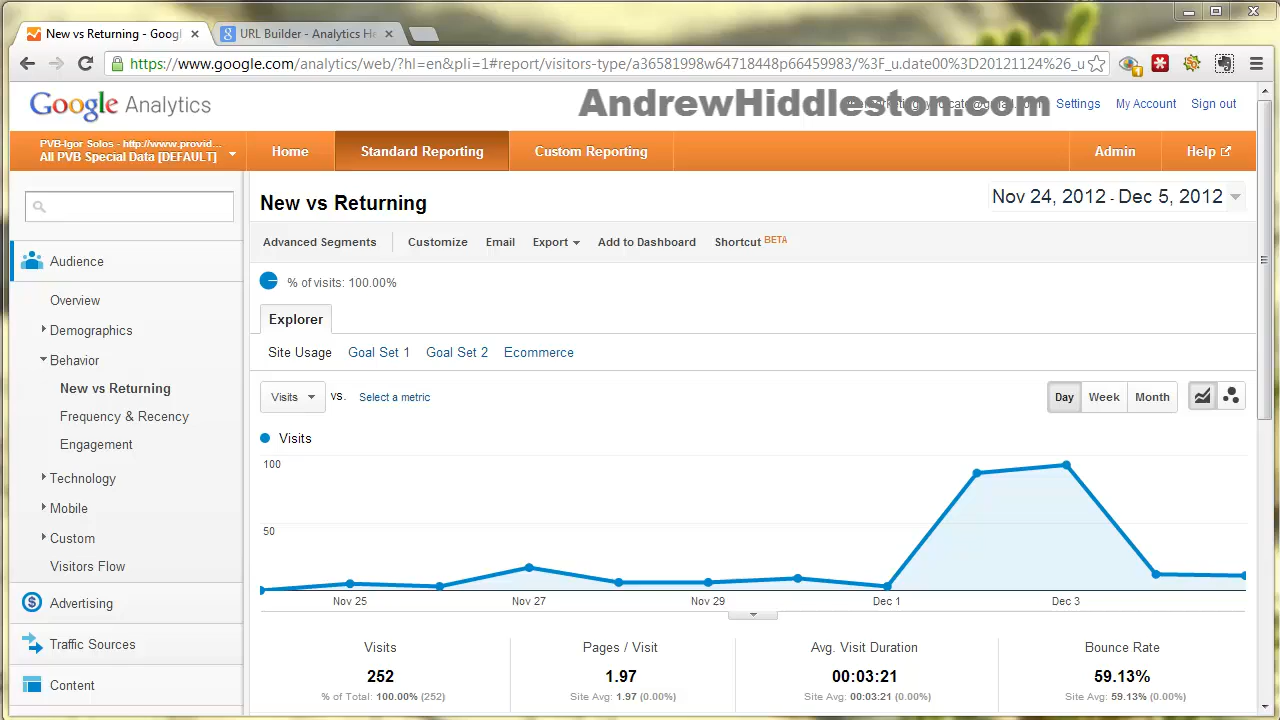 New vs Returning - Googl
URL Builder - Analytics He
https://www.google.com/analytics/web/?hl=en&pli=1#report/visitors-type/a36581998w64718448p66459983/%3F_u.date00%3D20121124%26_u
Google Analytics
AndrewHiddleston.com
Settings
My Account
Sign out
PVB-Igor Solos - http://www.provid...
All PVB Special Data [DEFAULT]
Home
Standard Reporting
Custom Reporting
Admin
Help
New vs Returning
Nov 24, 2012 - Dec 5, 2012
Advanced Segments
Customize
Email
Export
Add to Dashboard
Shortcut BETA
% of visits: 100.00%
Explorer
Site Usage
Goal Set 1
Goal Set 2
Ecommerce
Visits
VS.
Select a metric
Day
Week
Month
Visits
100
50
Nov 25
Nov 27
Nov 29
Dec 1
Dec 3
Visits
252
% of Total: 100.00% (252)
Pages / Visit
1.97
Site Avg: 1.97 (0.00%)
Avg. Visit Duration
00:03:21
Site Avg: 00:03:21 (0.00%)
Bounce Rate
59.13%
Site Avg: 59.13% (0.00%)
Audience
Overview
Demographics
Behavior
New vs Returning
Frequency & Recency
Engagement
Technology
Mobile
Custom
Visitors Flow
Advertising
Traffic Sources
Content